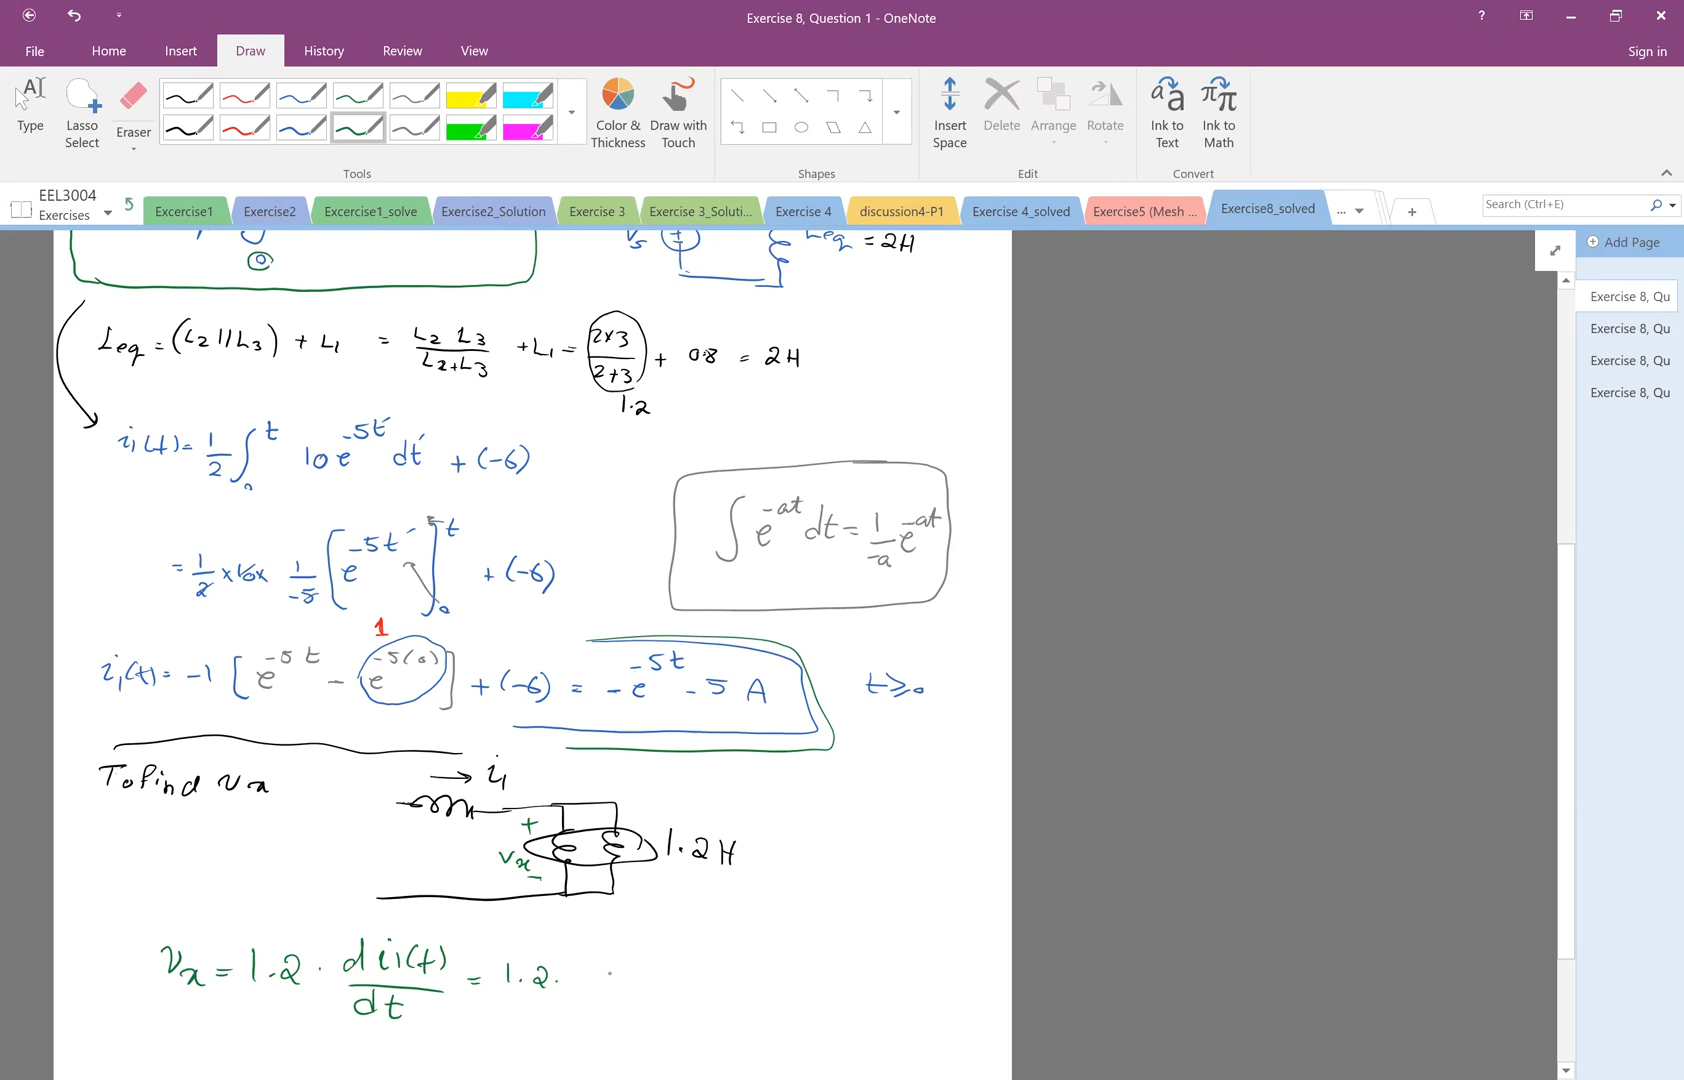 Exercise 8, Question 1 - OneNote
File Home Insert Draw History Review View Sign in
Type Lasso Select Eraser Color & Thickness Draw with Touch Insert Space Delete Arrange Rotate Ink to Text Ink to Math
Tools Shapes Edit Convert
EEL3004 Exercises
Excercise1 Exercise2 Excercise1_solve Exercise2_Solution Exercise 3 Exercise 3_Soluti... Exercise 4 discussion4-P1 Exercise 4_solved Exercise5 (Mesh ... Exercise8_solved ... Search (Ctrl+E)
Add Page
Exercise 8, Qu
Exercise 8, Qu
Exercise 8, Qu
Exercise 8, Qu
Vs + Leq = 2H
Leq = (L2 || L3) + L1 = L2 L3 / L2+L3 + L1 = 2x3 / 2+3 + 0.8 = 2H
1.2
i1(t) = 1/2 ∫0^t 10 e^-5t' dt' + (-6)
= 1/2 x 10 x 1/-5 [e^-5t']0^t + (-6)
∫ e^-at dt = 1/-a e^-at
1
i1(t) = -1 [e^-5t - e^-5(0)] + (-6) = -e^-5t - 5 A t ≥ 0
To find vx
→ i1
+ vx - 1.2H
vx = 1.2 . d i1(t) / dt = 1.2 .